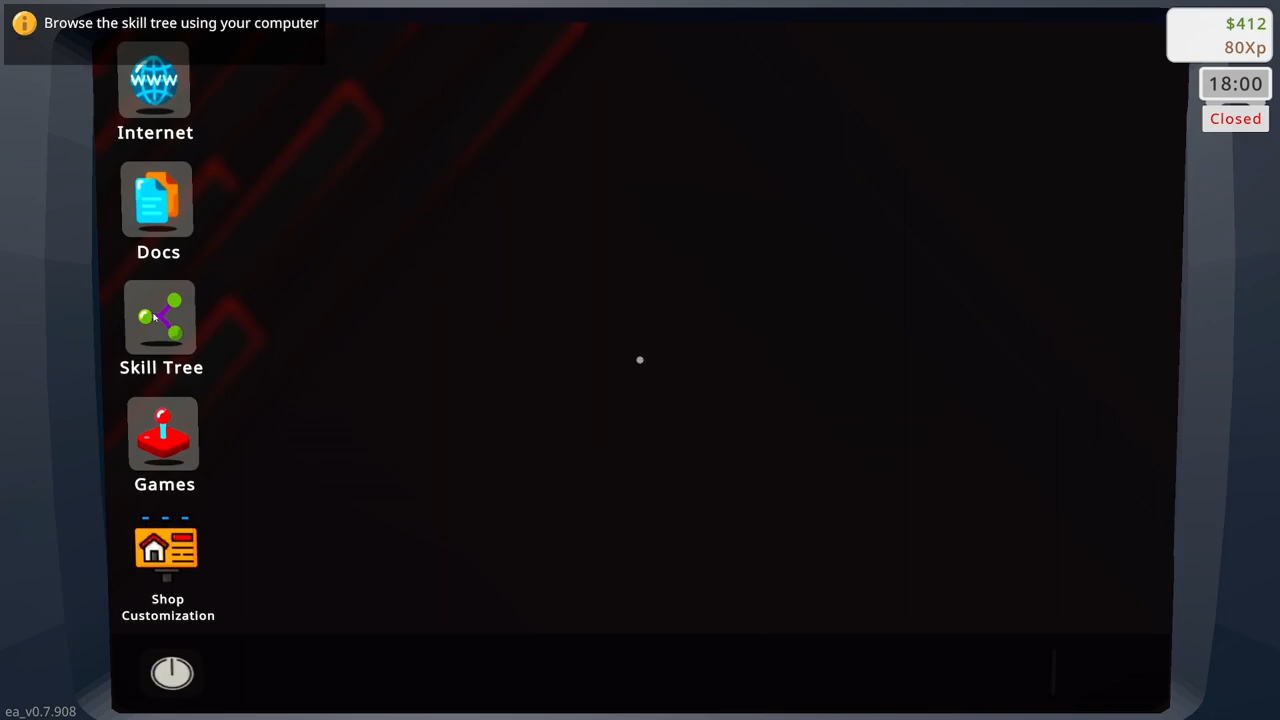 Browse the skill tree using your computer
$412
80Xp
18:00
Closed
WWW
Internet
Docs
Skill Tree
Games
Shop
Customization
ea_v0.7.908